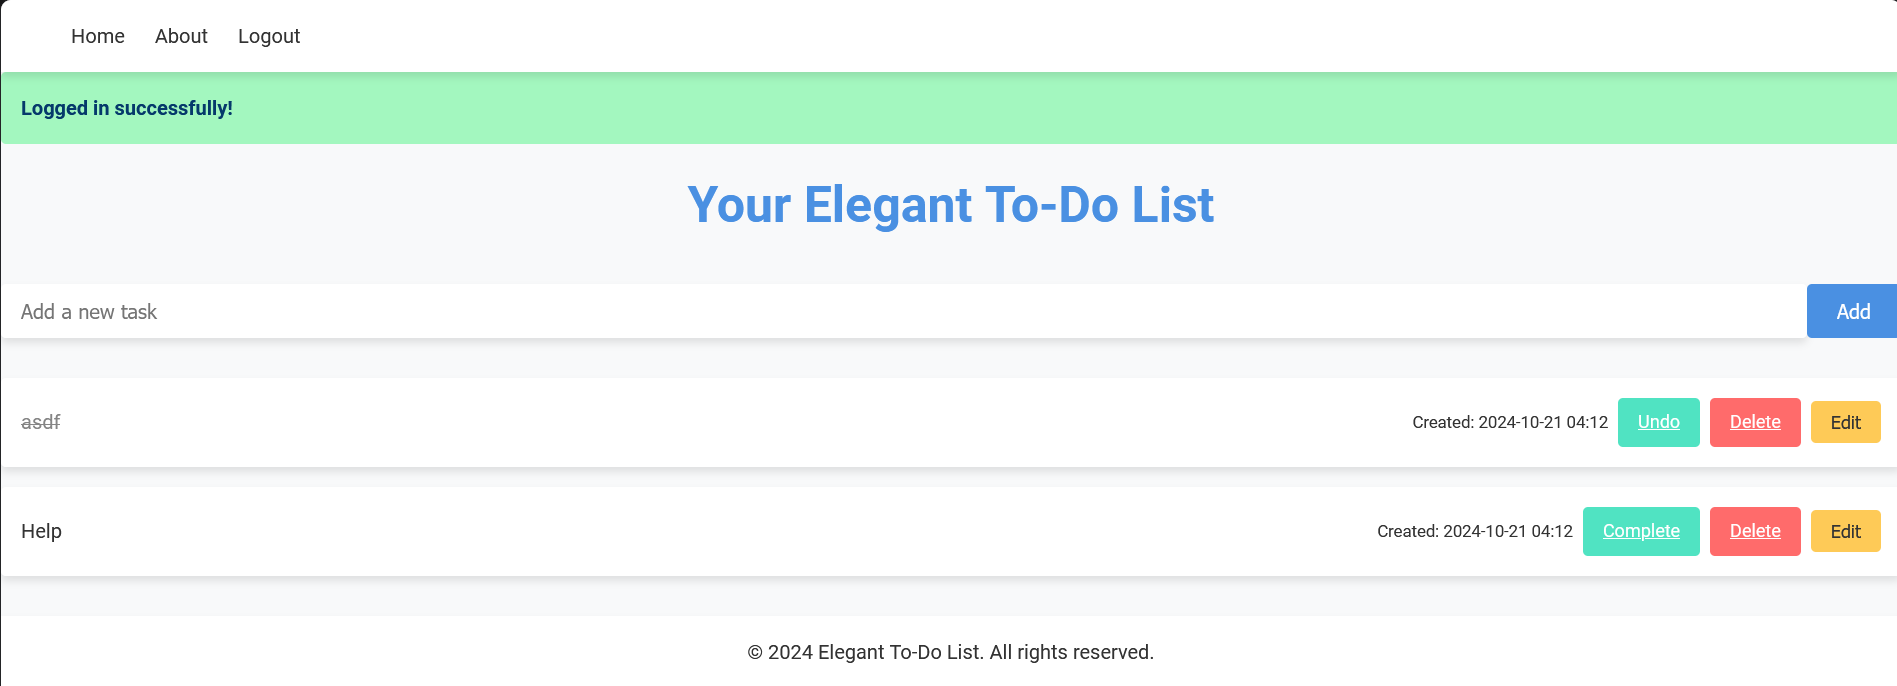 Home About Logout
Logged in successfully!
Your Elegant To-Do List
Add a new task Add
asdf Created: 2024-10-21 04:12 Undo Delete Edit
Help Created: 2024-10-21 04:12 Complete Delete Edit
© 2024 Elegant To-Do List. All rights reserved.